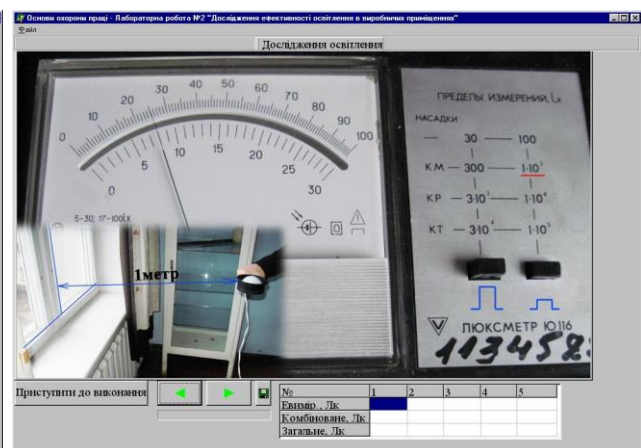 Основи охорони праці - Лабораторна робота №2 "Дослідження ефективності освітлення в виробничих приміщеннях"
Файл
Дослідження освітлення
0 10 20 30 40 50 60 70 80 90 100
0 5 10 15 20 25 30
5-30; 17-100Lx
1метр
ПРЕДЕЛЫ ИЗМЕРЕНИЙ, Lx
НАСАДКИ
— 30 — 100
КМ — 300 — 1·10³
КР — 3·10³ — 1·10⁴
КТ — 3·10⁴ — 1·10⁵
ЛЮКСМЕТР Ю116
113458
Приступити до виконання
№ 1 2 3 4 5
Евимір , Лк
Комбіноване, Лк
Загальне, Лк